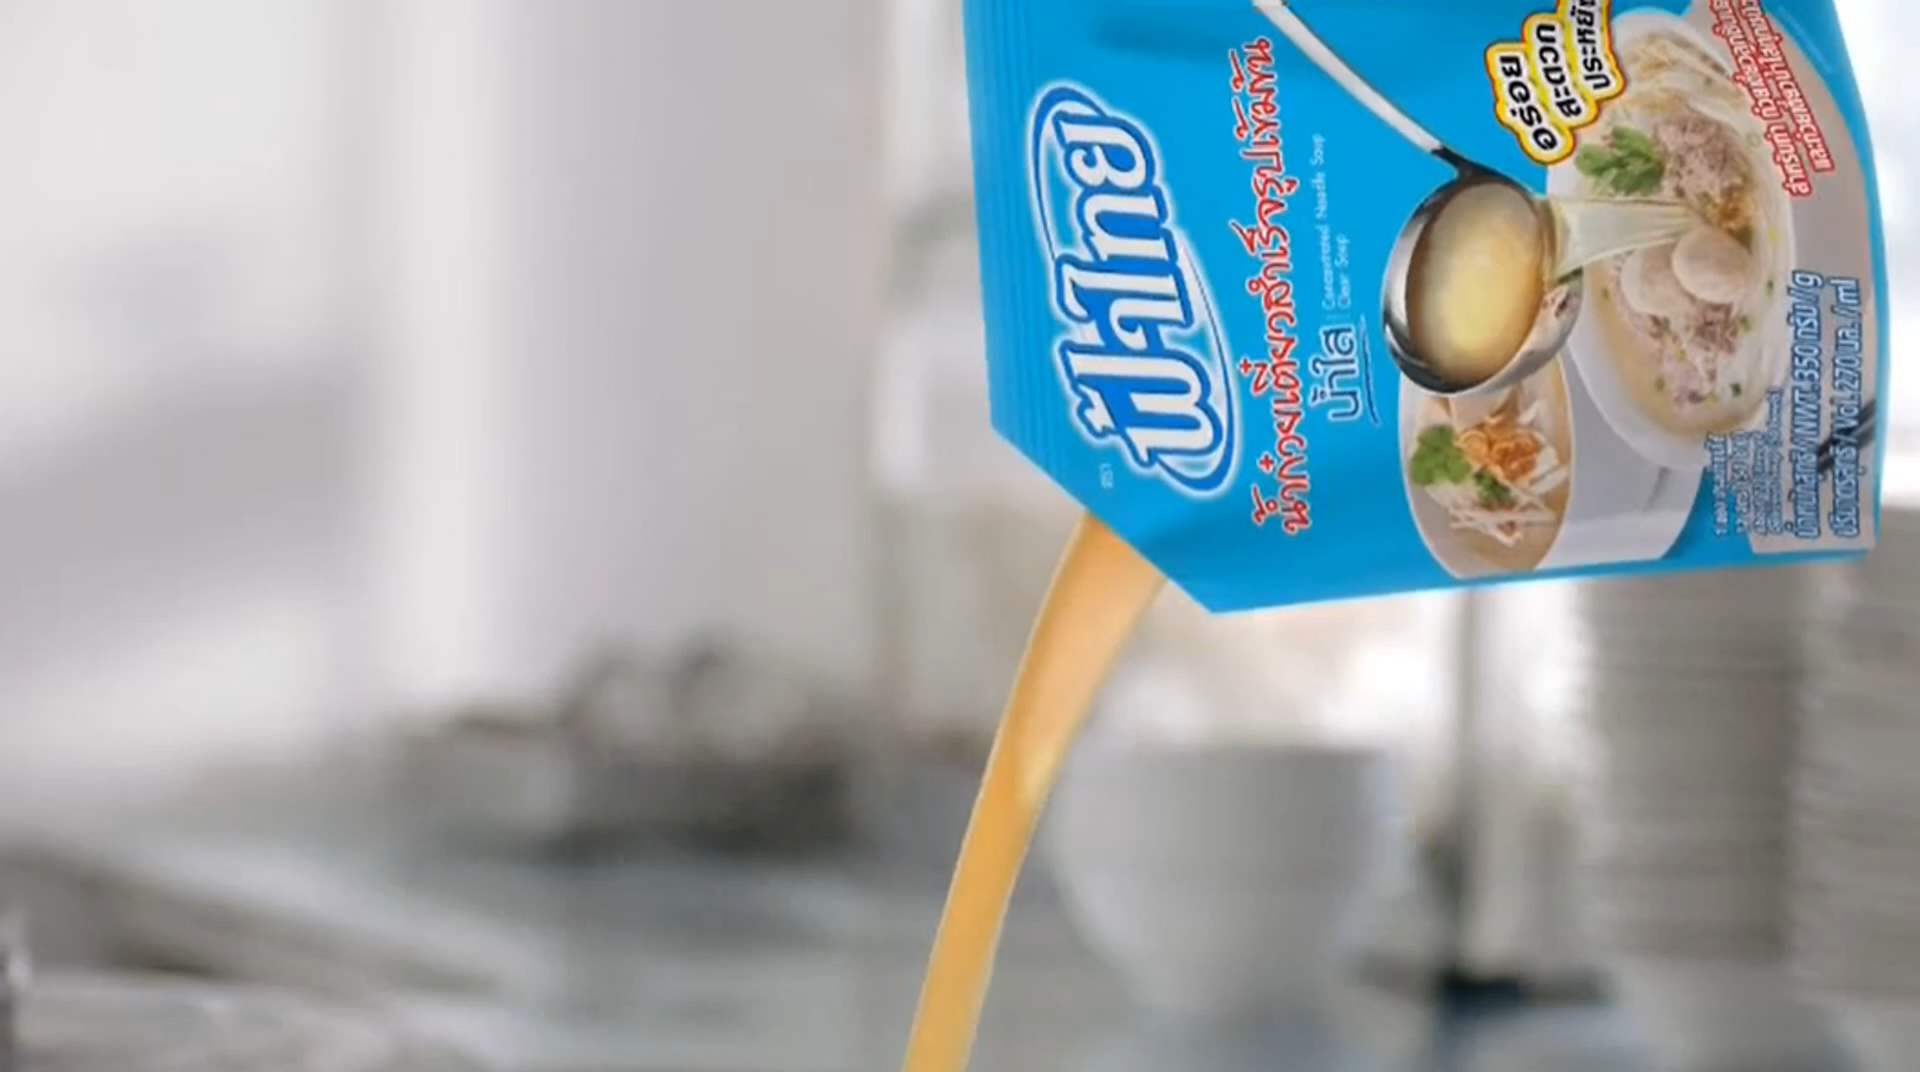 ตรา
ฟ้าไทย
น้ำก๋วยเตี๋ยวสำเร็จรูปเข้มข้น
น้ำใส
Concentrated Noodle Soup
Clear Soup
อร่อย
สะดวก
ประหยัด
น้ำหนักสุทธิ/NWT.350 กรัม/g
ปริมาตรสุทธิ/Vol.270 มล./ml